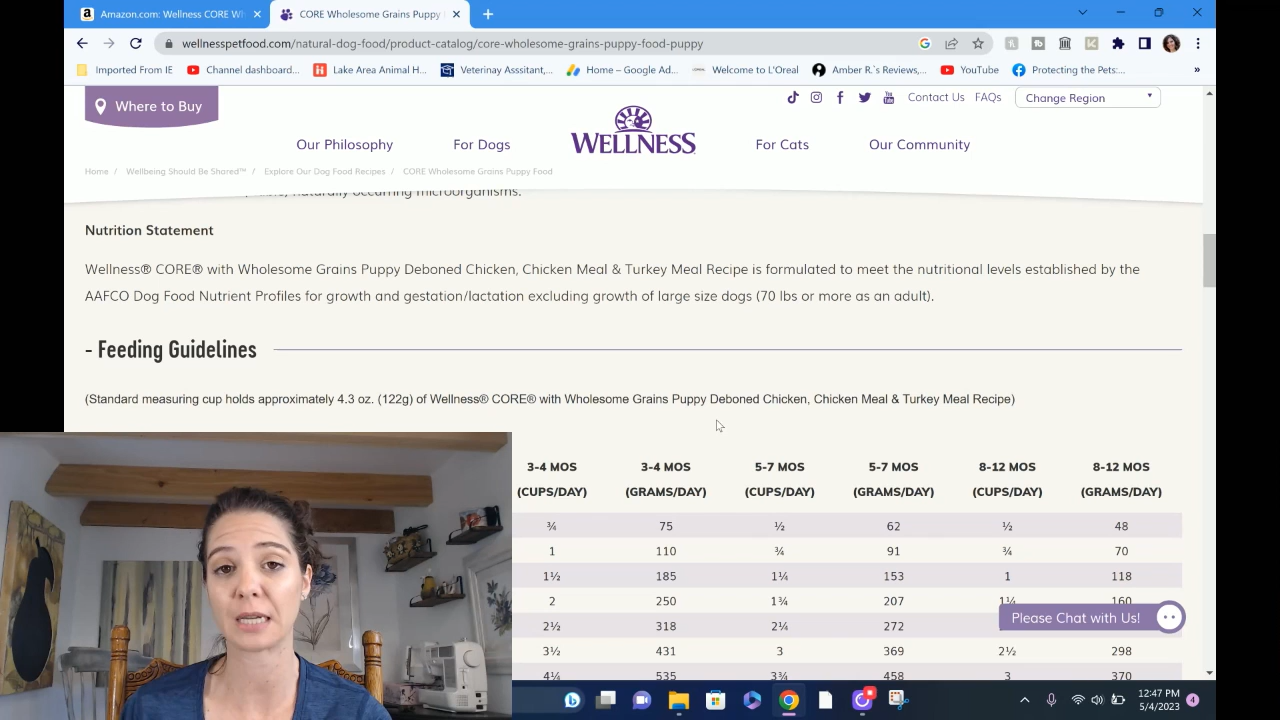 Amazon.com: Wellness CORE Wh
CORE Wholesome Grains Puppy
wellnesspetfood.com/natural-dog-food/product-catalog/core-wholesome-grains-puppy-food-puppy
Imported From IE
Channel dashboard...
Lake Area Animal H...
Veterinay Asssitant,...
Home – Google Ad...
Welcome to L'Oreal
Amber R.'s Reviews,...
YouTube
Protecting the Pets:...
»
Where to Buy
Contact Us
FAQs
Change Region
Our Philosophy
For Dogs
WELLNESS
For Cats
Our Community
Home / Wellbeing Should Be Shared™ / Explore Our Dog Food Recipes / CORE Wholesome Grains Puppy Food
naturally occurring microorganisms.
Nutrition Statement
Wellness® CORE® with Wholesome Grains Puppy Deboned Chicken, Chicken Meal & Turkey Meal Recipe is formulated to meet the nutritional levels established by the
AAFCO Dog Food Nutrient Profiles for growth and gestation/lactation excluding growth of large size dogs (70 lbs or more as an adult).
- Feeding Guidelines
(Standard measuring cup holds approximately 4.3 oz. (122g) of Wellness® CORE® with Wholesome Grains Puppy Deboned Chicken, Chicken Meal & Turkey Meal Recipe)
3-4 MOS 3-4 MOS 5-7 MOS 5-7 MOS 8-12 MOS 8-12 MOS
(CUPS/DAY) (GRAMS/DAY) (CUPS/DAY) (GRAMS/DAY) (CUPS/DAY) (GRAMS/DAY)
¾ 75 ½ 62 ½ 48
1 110 ¾ 91 ¾ 70
1½ 185 1¼ 153 1 118
2 250 1¾ 207 1¼ 160
2½ 318 2¼ 272
3½ 431 3 369 2½ 298
4¼ 535 3¾ 458 3 370
Please Chat with Us!
12:47 PM
5/4/2023
4